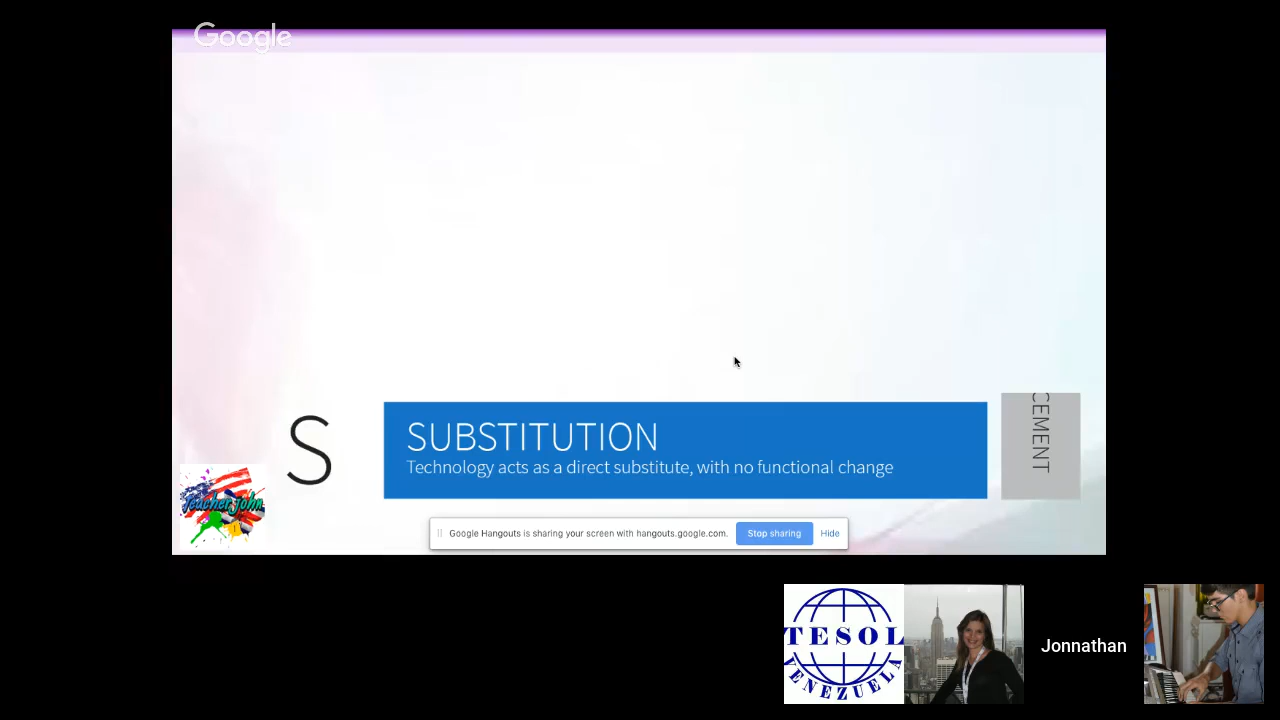 Google
S
SUBSTITUTION
Technology acts as a direct substitute, with no functional change
CEMENT
Teacher John
Google Hangouts is sharing your screen with hangouts.google.com.
Stop sharing
Hide
TESOL
VENEZUELA
Jonnathan